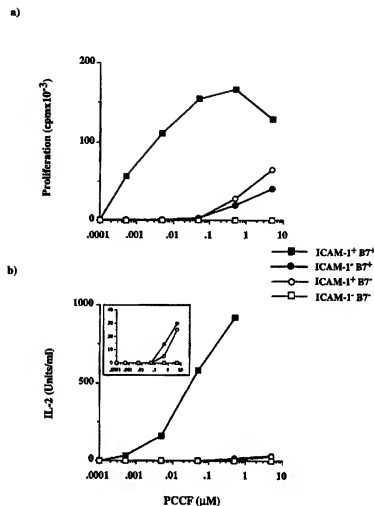 a)
Proliferation (cpmx10⁻³)
200
100
0
.0001 .001 .01 .1 1 10
ICAM-1⁺ B7⁺
ICAM-1⁻ B7⁺
ICAM-1⁺ B7⁻
ICAM-1⁻ B7⁻
b)
IL-2 (Units/ml)
1000
500
0
40
30
20
10
0
.0001 .001 .01 .1 1 10
.0001 .001 .01 .1 1 10
PCCF (µM)